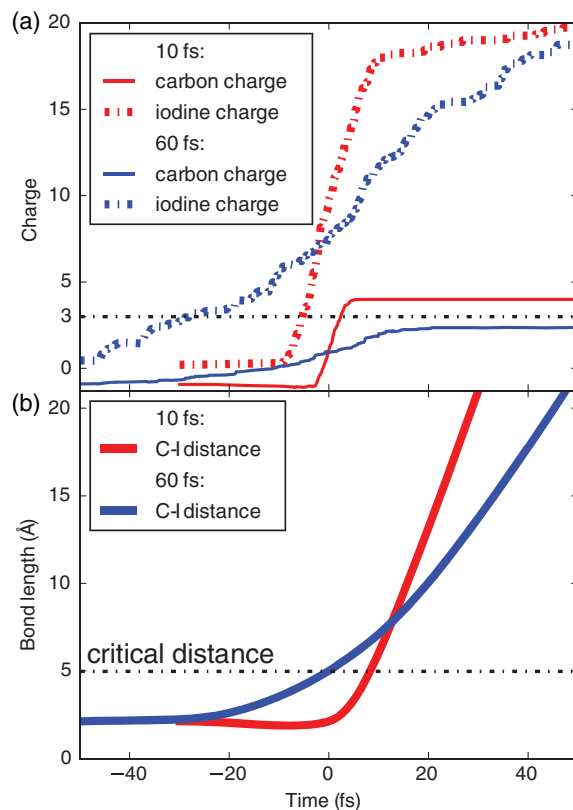 (a)
20
10 fs:
carbon charge
iodine charge
60 fs:
carbon charge
iodine charge
15
10
5
3
0
Charge
(b)
20
10 fs:
C-I distance
60 fs:
C-I distance
15
10
critical distance
5
0
Bond length (Å)
−40 −20 0 20 40
Time (fs)